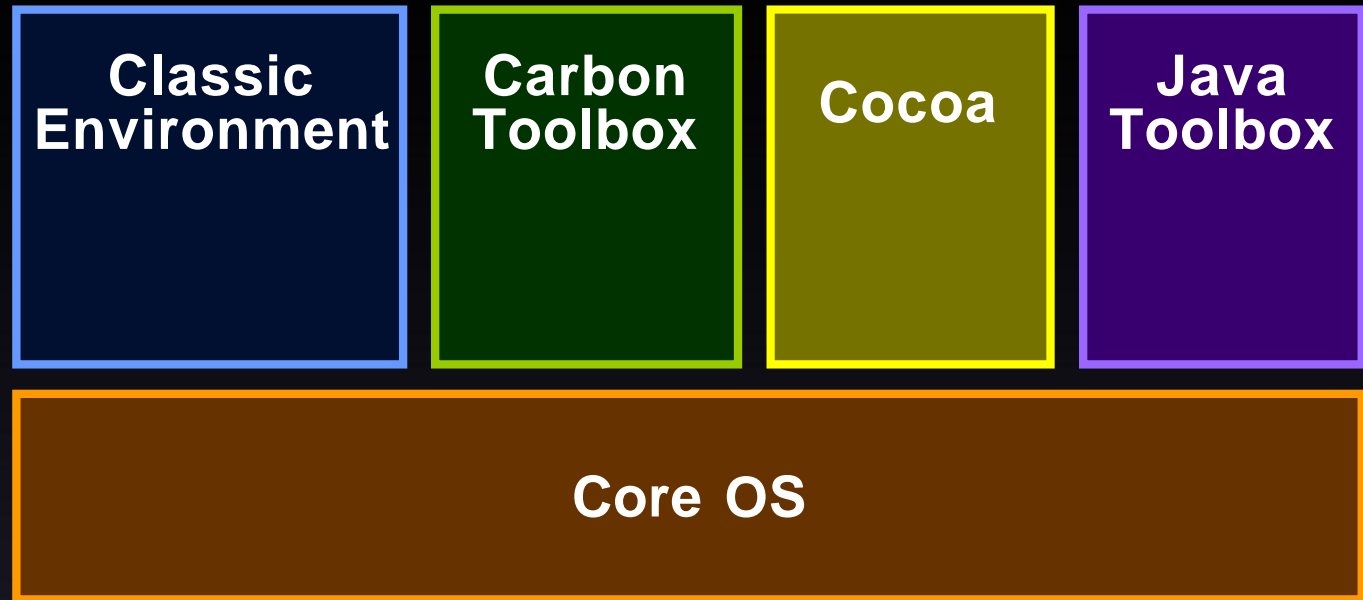 Classic
Environment
Carbon
Toolbox
Cocoa
Java
Toolbox
Core OS